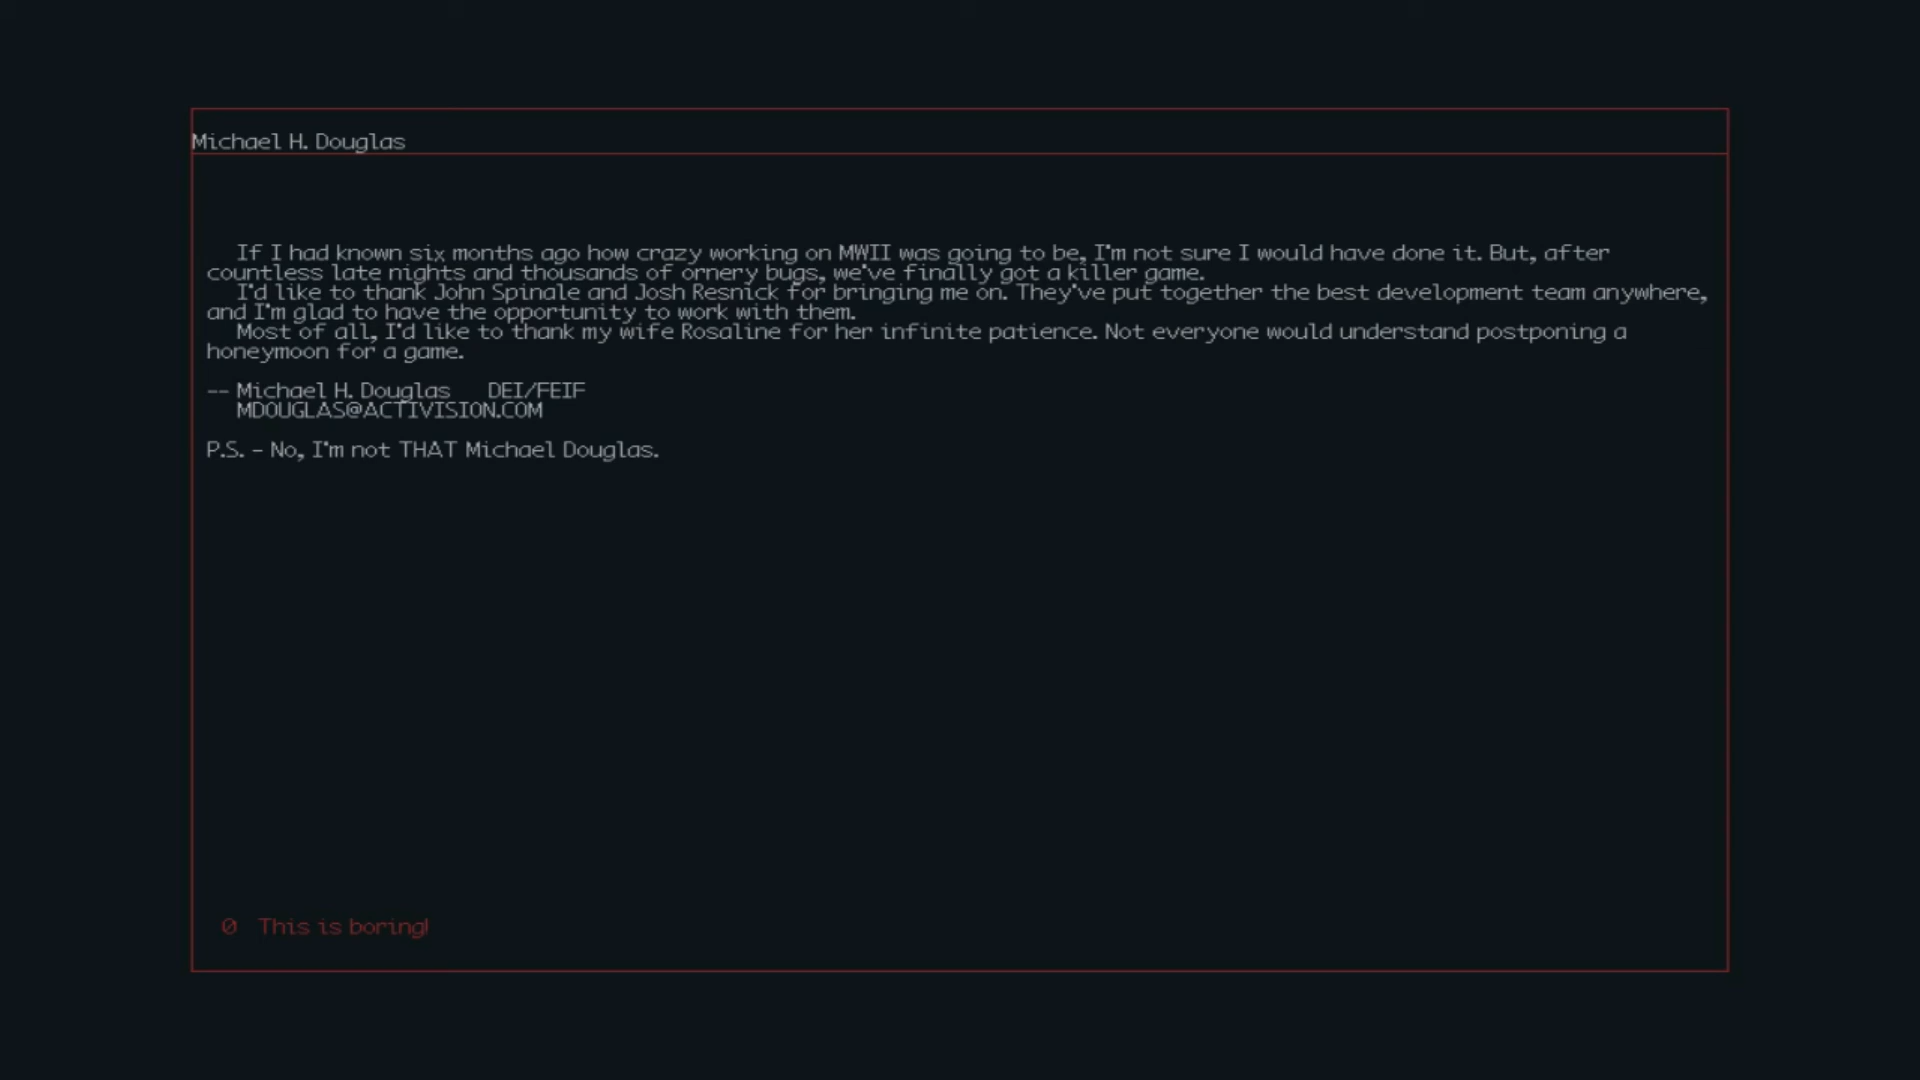 Michael H. Douglas
If I had known six months ago how crazy working on MWII was going to be, I'm not sure I would have done it. But, after
countless late nights and thousands of ornery bugs, we've finally got a killer game.
I'd like to thank John Spinale and Josh Resnick for bringing me on. They've put together the best development team anywhere,
and I'm glad to have the opportunity to work with them.
Most of all, I'd like to thank my wife Rosaline for her infinite patience. Not everyone would understand postponing a
honeymoon for a game.
-- Michael H. Douglas DEI/FEIF
MDOUGLAS@ACTIVISION.COM
P.S. - No, I'm not THAT Michael Douglas.
0 This is boring!